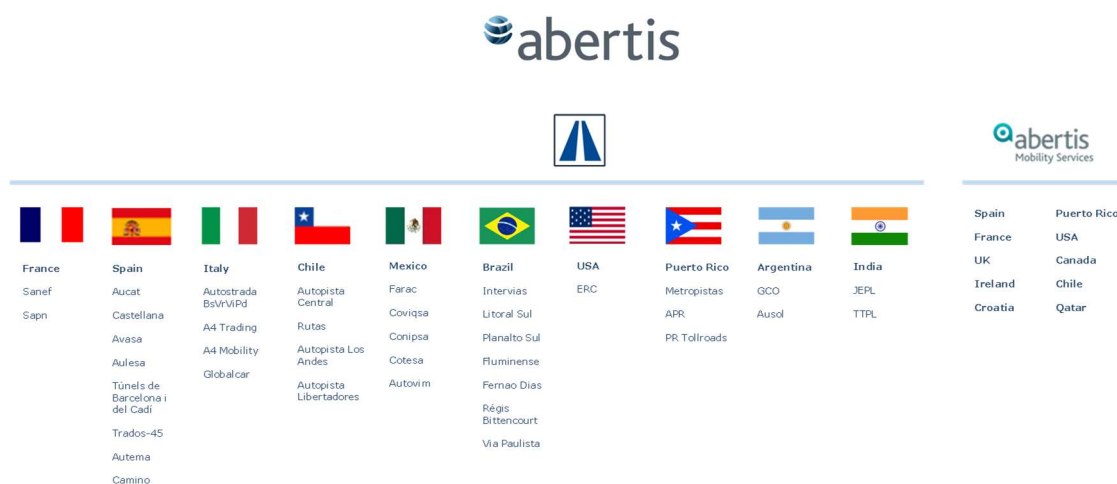 abertis
abertis
Mobility Services
France
Sanef
Sapn
Spain
Aucat
Castellana
Avasa
Aulesa
Túnels de
Barcelona i
del Cadí
Trados-45
Autema
Camino
Italy
Autostrada
BsVrViPd
A4 Trading
A4 Mobility
Globalcar
Chile
Autopista
Central
Rutas
Autopista Los
Andes
Autopista
Libertadores
Mexico
Farac
Coviqsa
Conipsa
Cotesa
Autovim
Brazil
Intervias
Litoral Sul
Planalto Sul
Fluminense
Fernao Dias
Régis
Bittencourt
Via Paulista
USA
ERC
Puerto Rico
Metropistas
APR
PR Tollroads
Argentina
GCO
Ausol
India
JEPL
TTPL
Spain
France
UK
Ireland
Croatia
Puerto Rico
USA
Canada
Chile
Qatar